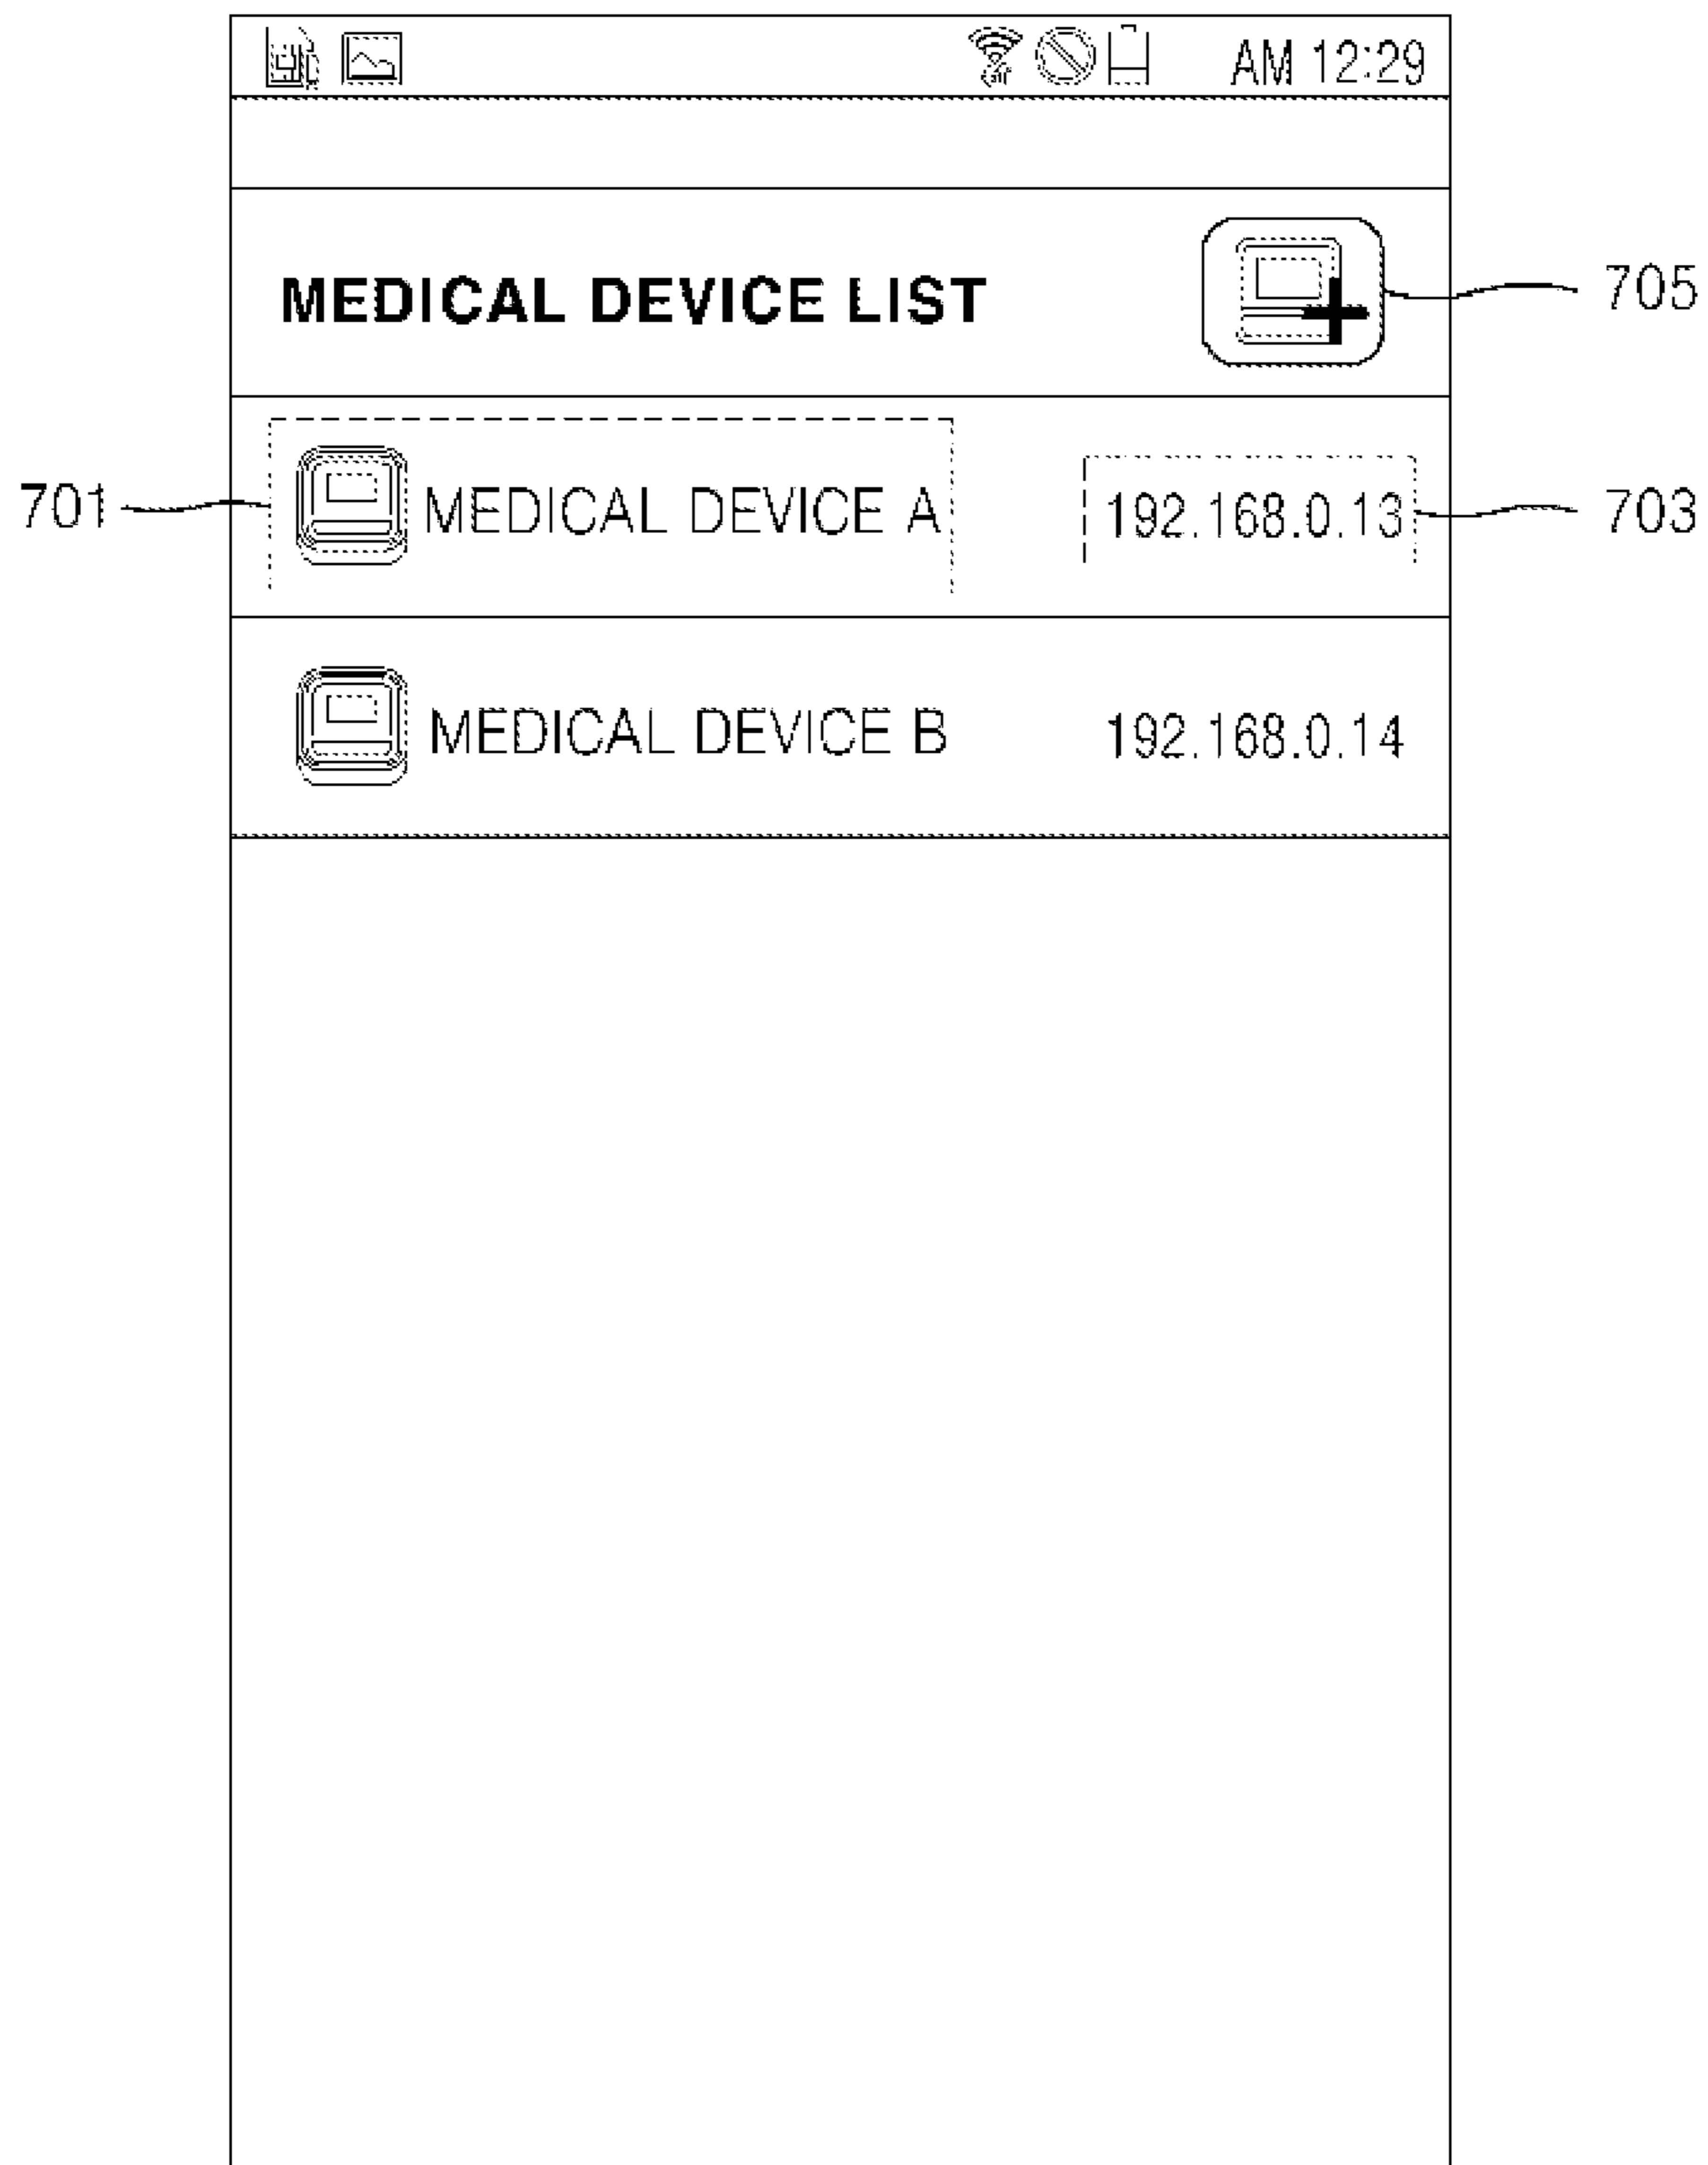 AM 12:29
MEDICAL DEVICE LIST
705
701
MEDICAL DEVICE A
192.168.0.13
703
MEDICAL DEVICE B
192.168.0.14